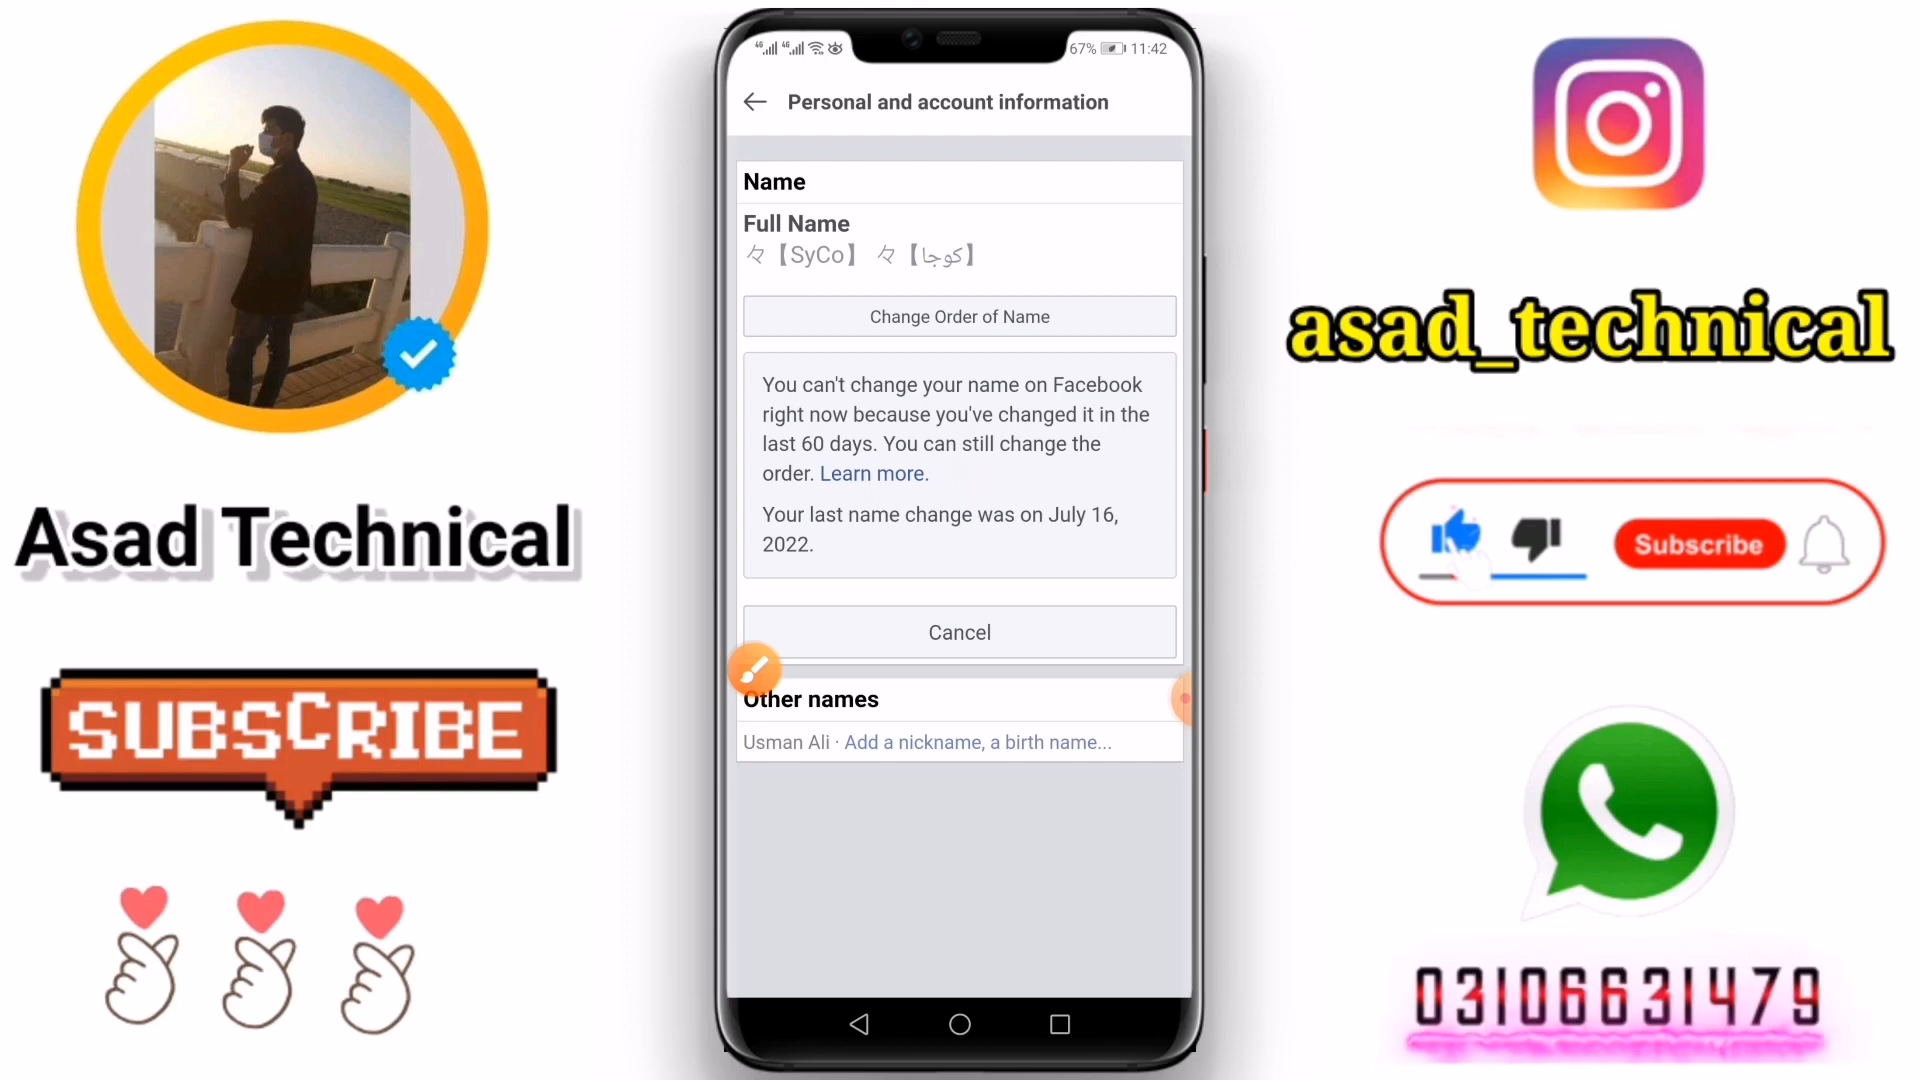 67% 11:42
Personal and account information
Name
Full Name
々【SyCo】 々【كوجا】
Change Order of Name
You can't change your name on Facebook
right now because you've changed it in the
last 60 days. You can still change the
order. Learn more.
Your last name change was on July 16,
2022.
Cancel
Other names
Usman Ali · Add a nickname, a birth name...
Asad Technical
SUBSCRIBE
asad_technical
Subscribe
03106631479